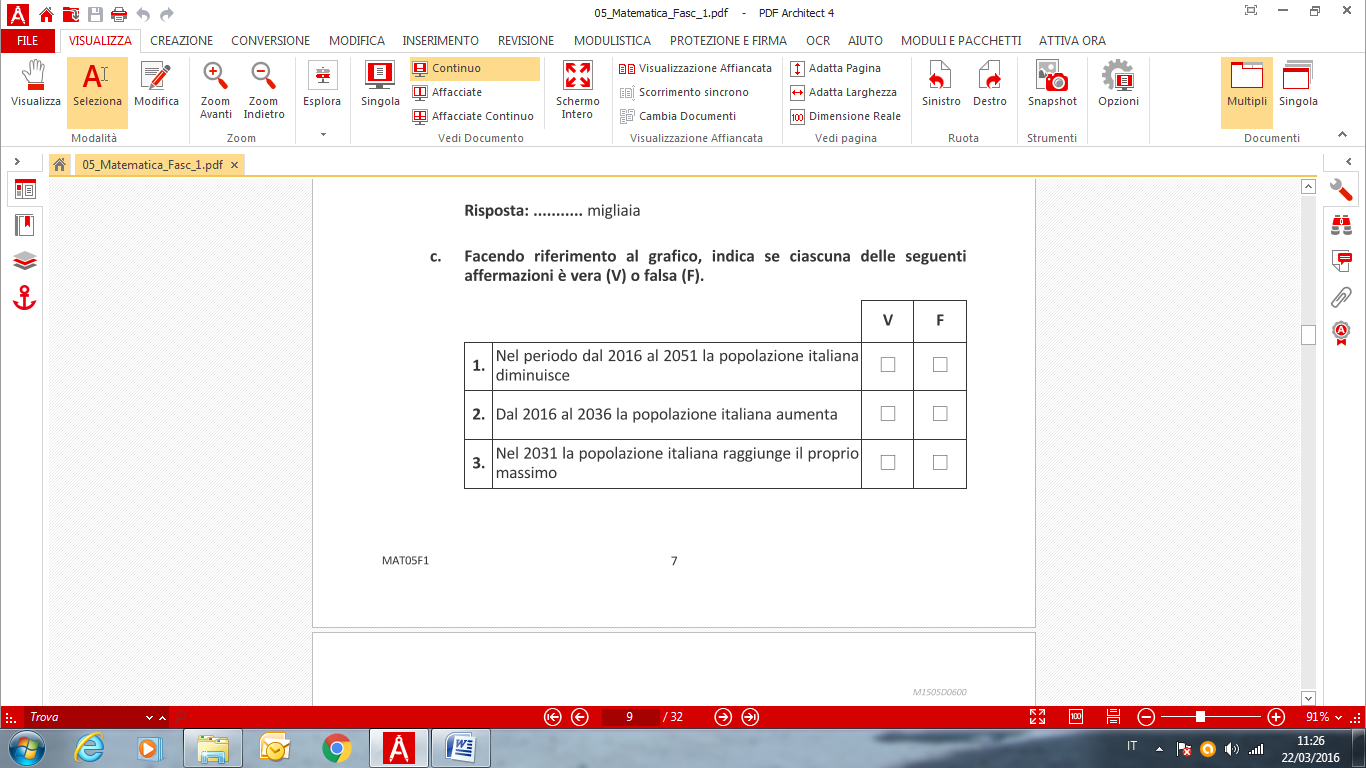 05_Matematica_Fasc_1.pdf - PDF Architect 4
FILE VISUALIZZA CREAZIONE CONVERSIONE MODIFICA INSERIMENTO REVISIONE MODULISTICA PROTEZIONE E FIRMA OCR AIUTO MODULI E PACCHETTI ATTIVA ORA
Visualizza Seleziona Modifica
Modalità
Zoom Avanti
Zoom Indietro
Zoom
Esplora
Singola
Continuo
Affacciate
Affacciate Continuo
Vedi Documento
Schermo Intero
Visualizzazione Affiancata
Scorrimento sincrono
Cambia Documenti
Visualizzazione Affiancata
Adatta Pagina
Adatta Larghezza
100 Dimensione Reale
Vedi pagina
Sinistro Destro
Ruota
Snapshot
Strumenti
Opzioni
Multipli Singola
Documenti
05_Matematica_Fasc_1.pdf
Risposta: ........... migliaia
c. Facendo riferimento al grafico, indica se ciascuna delle seguenti
affermazioni è vera (V) o falsa (F).
V F
1. Nel periodo dal 2016 al 2051 la popolazione italiana
diminuisce
2. Dal 2016 al 2036 la popolazione italiana aumenta
3. Nel 2031 la popolazione italiana raggiunge il proprio
massimo
MAT05F1 7
M1505D0600
Trova 9 / 32 100 91%
IT 11:26
22/03/2016